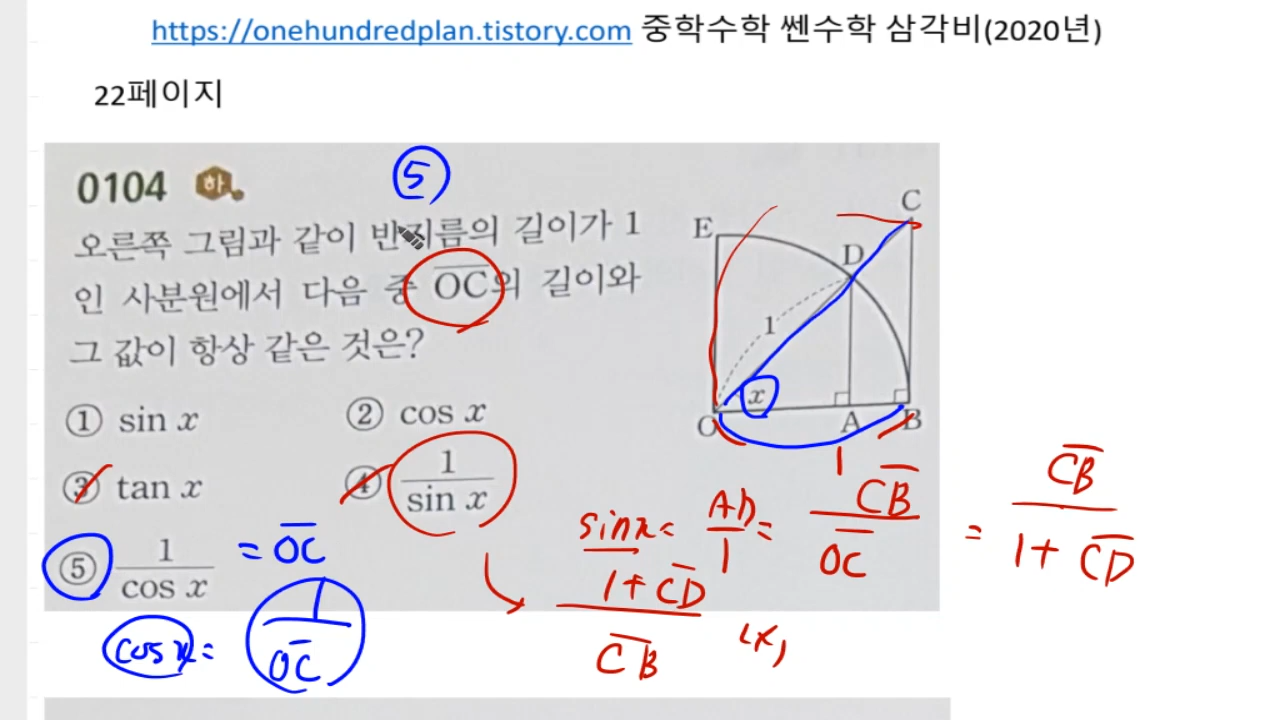 https://onehundredplan.tistory.com 중학수학 쎈수학 삼각비(2020년)
22페이지
0104 하
⑤
오른쪽 그림과 같이 반지름의 길이가 1
인 사분원에서 다음 중 OC의 길이와
그 값이 항상 같은 것은?
① sin x
② cos x
③ tan x
④ 1/sin x
⑤ 1/cos x = OC
cos x = 1/OC
E
C
D
1
x
O
A
B
1
sin x = AD/1 = CB/OC = CB/(1 + CD)
(1 + CD)/CB (x)